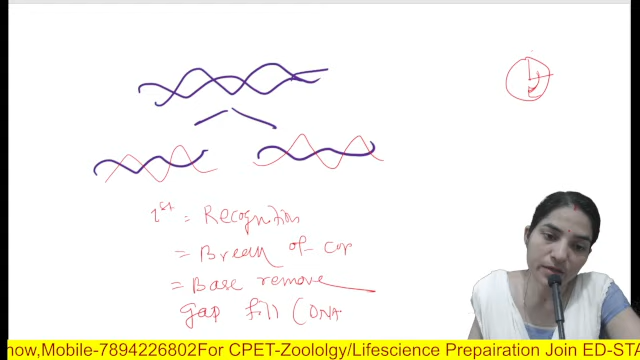 1st = Recognition
= Break of cop
= Base remove
gap fill (DNA
now,Mobile-7894226802For CPET-Zoololgy/Lifescience Prepairation Join ED-STA